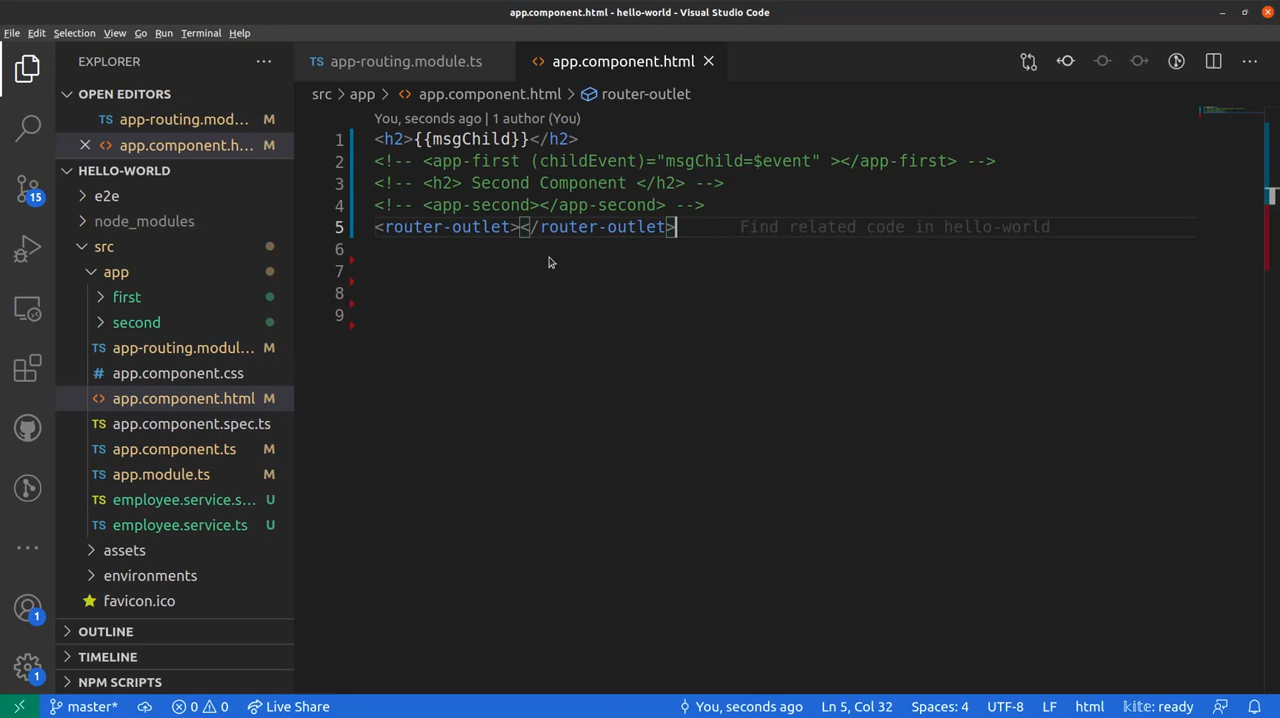 app.component.html - hello-world - Visual Studio Code
File Edit Selection View Go Run Terminal Help
EXPLORER
OPEN EDITORS
TS app-routing.mod... M
<> app.component.h... M
HELLO-WORLD
e2e
node_modules
src
app
first
second
TS app-routing.modul... M
# app.component.css
<> app.component.html M
TS app.component.spec.ts
TS app.component.ts M
TS app.module.ts M
TS employee.service.s... U
TS employee.service.ts U
assets
environments
favicon.ico
OUTLINE
TIMELINE
NPM SCRIPTS
15
1
1
TS app-routing.module.ts
<> app.component.html
src > app > <> app.component.html > router-outlet
You, seconds ago | 1 author (You)
1 <h2>{{msgChild}}</h2>
2 <!-- <app-first (childEvent)="msgChild=$event" ></app-first> -->
3 <!-- <h2> Second Component </h2> -->
4 <!-- <app-second></app-second> -->
5 <router-outlet></router-outlet> Find related code in hello-world
6
7
8
9
master* 0 0 Live Share You, seconds ago Ln 5, Col 32 Spaces: 4 UTF-8 LF html kite: ready